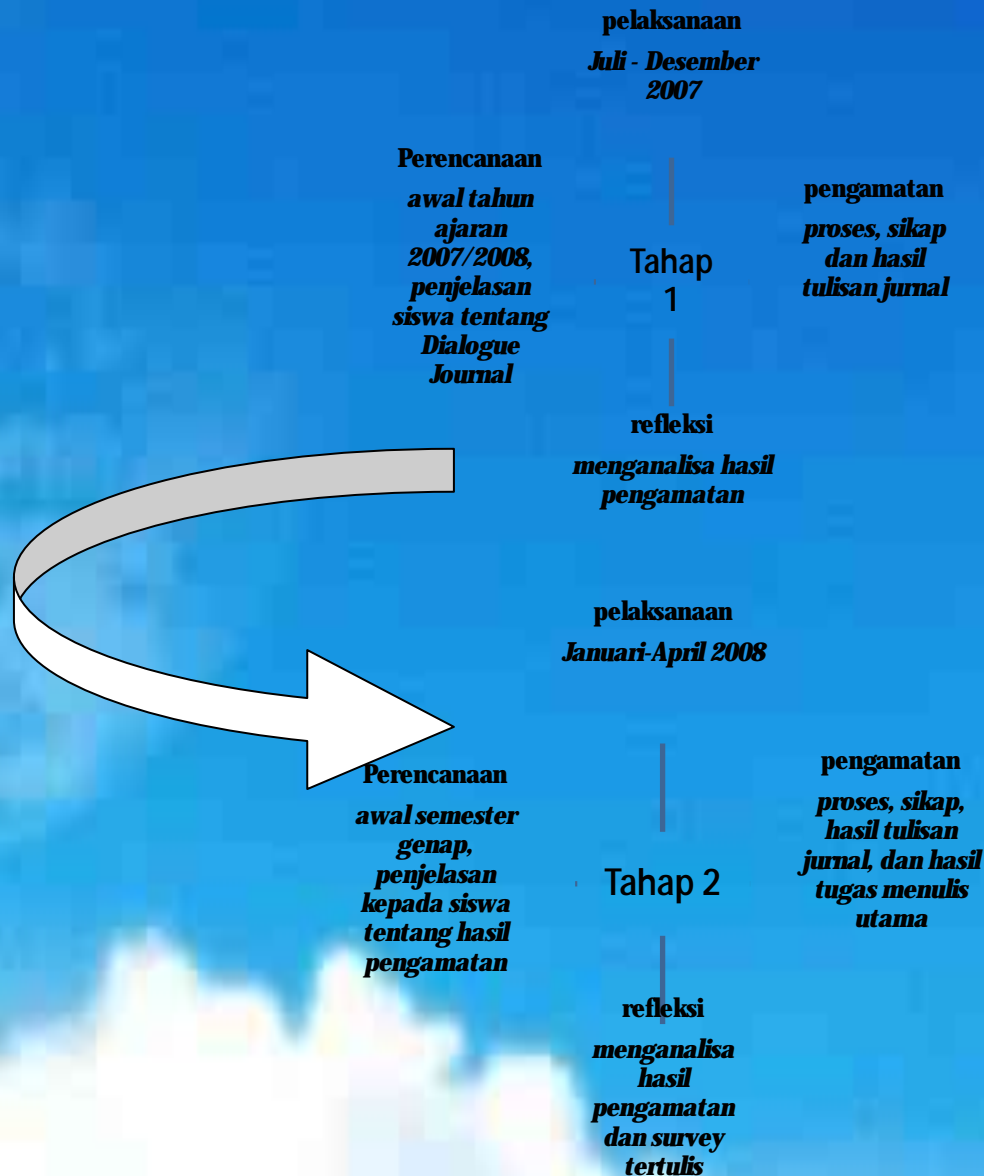 pelaksanaan
Juli - Desember
2007
Perencanaan
awal tahun
ajaran
2007/2008,
penjelasan
siswa tentang
Dialogue
Journal
Tahap
1
pengamatan
proses, sikap
dan hasil
tulisan jurnal
refleksi
menganalisa hasil
pengamatan
pelaksanaan
Januari-April 2008
Perencanaan
awal semester
genap,
penjelasan
kepada siswa
tentang hasil
pengamatan
Tahap 2
pengamatan
proses, sikap,
hasil tulisan
jurnal, dan hasil
tugas menulis
utama
refleksi
menganalisa
hasil
pengamatan
dan survey
tertulis